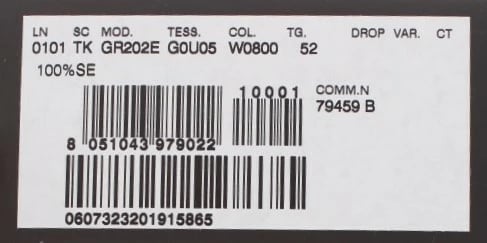 LN SC MOD. TESS. COL. TG. DROP VAR. CT
0101 TK GR202E G0U05 W0800 52
100%SE
10001 COMM.N
79459 B
8 051043 979022
0607323201915865